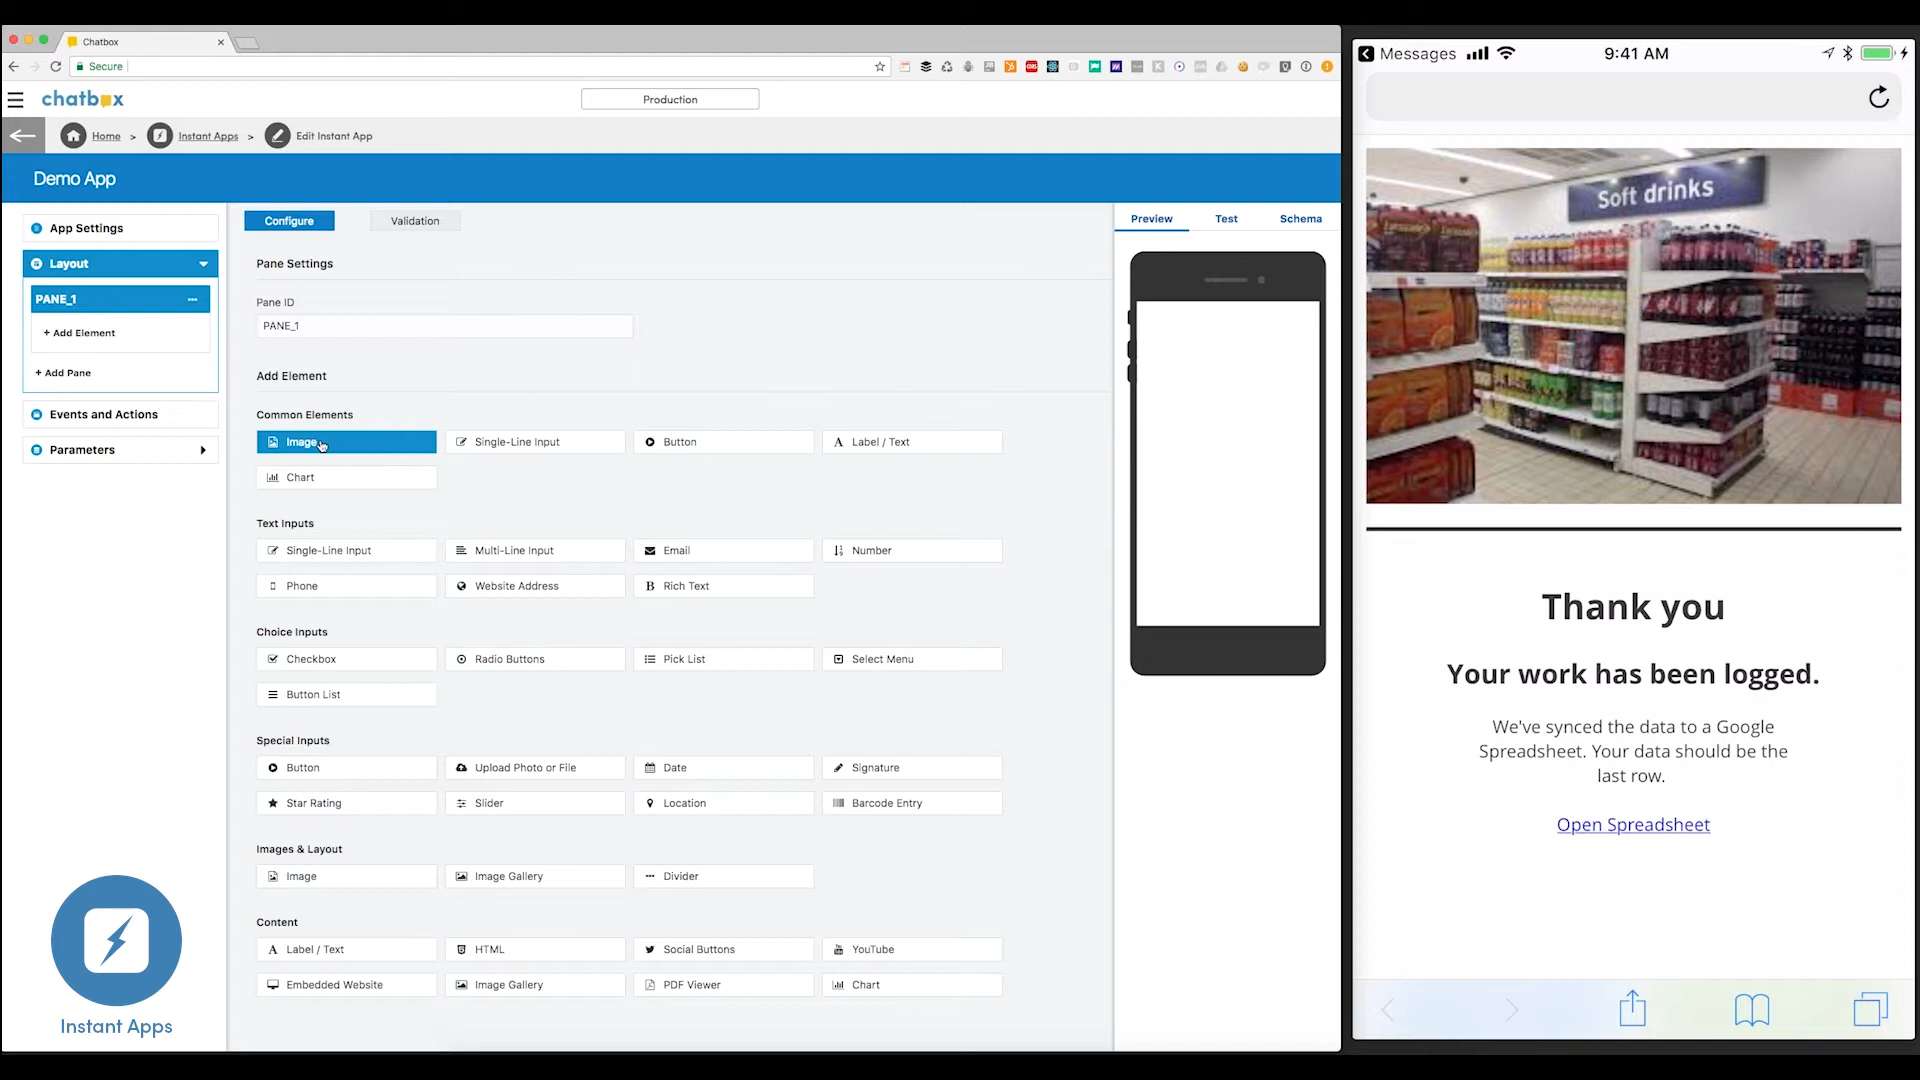 Chatbox
Secure
chatbox
Production
Home > Instant Apps > Edit Instant App
Demo App
App Settings
Layout
PANE_1
+ Add Element
+ Add Pane
Events and Actions
Parameters
Instant Apps
Configure
Validation
Pane Settings
Pane ID
PANE_1
Add Element
Common Elements
Image
Single-Line Input
Button
Label / Text
Chart
Text Inputs
Single-Line Input
Multi-Line Input
Email
Number
Phone
Website Address
Rich Text
Choice Inputs
Checkbox
Radio Buttons
Pick List
Select Menu
Button List
Special Inputs
Button
Upload Photo or File
Date
Signature
Star Rating
Slider
Location
Barcode Entry
Images & Layout
Image
Image Gallery
Divider
Content
Label / Text
HTML
Social Buttons
YouTube
Embedded Website
Image Gallery
PDF Viewer
Chart
Preview
Test
Schema
Messages
9:41 AM
Soft drinks
Thank you
Your work has been logged.
We've synced the data to a Google
Spreadsheet. Your data should be the
last row.
Open Spreadsheet